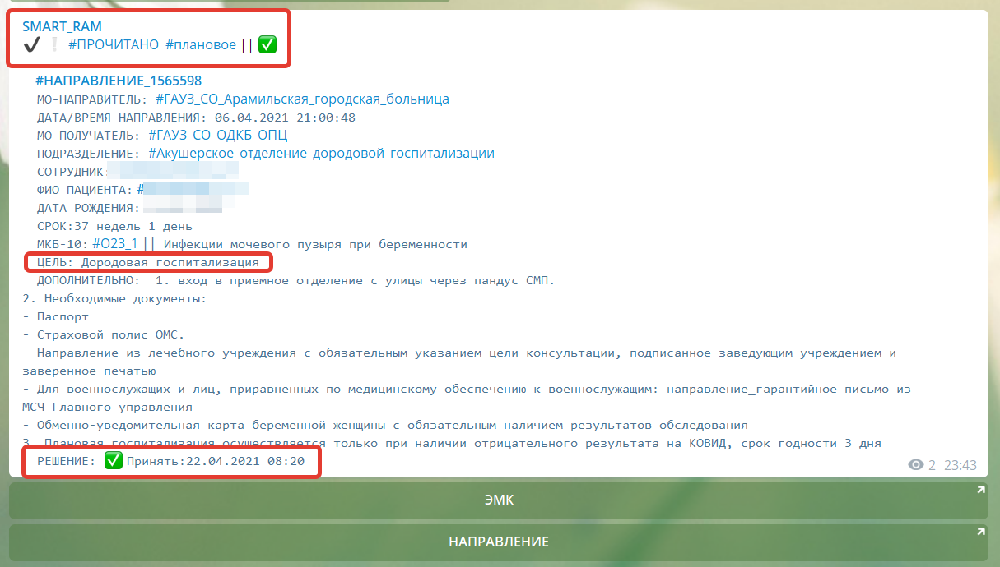 SMART_RAM
✔❕ #ПРОЧИТАНО #плановое || ✅
#НАПРАВЛЕНИЕ_1565598
МО-НАПРАВИТЕЛЬ: #ГАУЗ_СО_Арамильская_городская_больница
ДАТА/ВРЕМЯ НАПРАВЛЕНИЯ: 06.04.2021 21:00:48
МО-ПОЛУЧАТЕЛЬ: #ГАУЗ_СО_ОДКБ_ОПЦ
ПОДРАЗДЕЛЕНИЕ: #Акушерское_отделение_дородовой_госпитализации
СОТРУДНИК:
ФИО ПАЦИЕНТА: #
ДАТА РОЖДЕНИЯ:
СРОК:37 недель 1 день
МКБ-10: #O23_1 || Инфекции мочевого пузыря при беременности
ЦЕЛЬ: Дородовая госпитализация
ДОПОЛНИТЕЛЬНО: 1. вход в приемное отделение с улицы через пандус СМП.
2. Необходимые документы:
- Паспорт
- Страховой полис ОМС.
- Направление из лечебного учреждения с обязательным указанием цели консультации, подписанное заведующим учреждением и
заверенное печатью
- Для военнослужащих и лиц, приравненных по медицинскому обеспечению к военнослужащим: направление_гарантийное письмо из
МСЧ_Главного управления
- Обменно-уведомительная карта беременной женщины с обязательным наличием результатов обследования
3. Плановая госпитализация осуществляется только при наличии отрицательного результата на КОВИД, срок годности 3 дня
РЕШЕНИЕ: ✅ Принять:22.04.2021 08:20
2 23:43
ЭМК
НАПРАВЛЕНИЕ